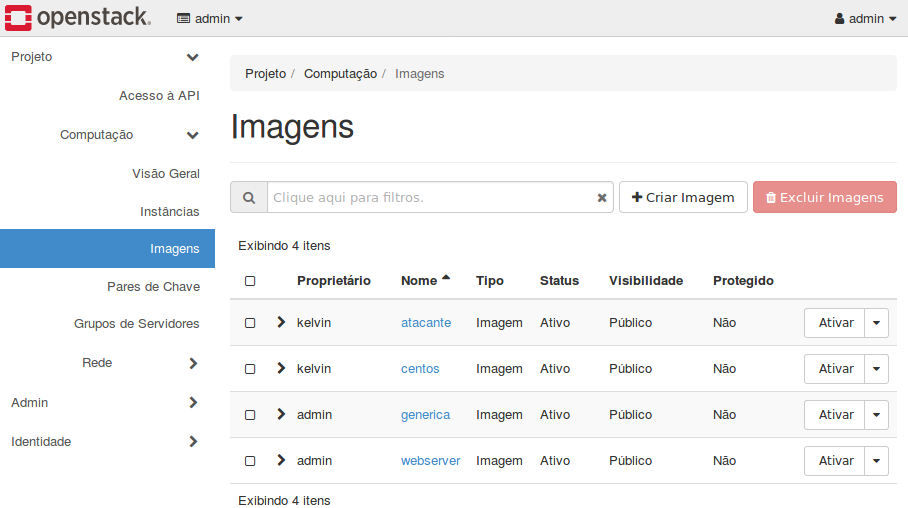 openstack. admin admin
Projeto
Acesso à API
Computação
Visão Geral
Instâncias
Imagens
Pares de Chave
Grupos de Servidores
Rede
Admin
Identidade
Projeto / Computação / Imagens
Imagens
Clique aqui para filtros. Criar Imagem Excluir Imagens
Exibindo 4 itens
Proprietário Nome Tipo Status Visibilidade Protegido
kelvin atacante Imagem Ativo Público Não Ativar
kelvin centos Imagem Ativo Público Não Ativar
admin generica Imagem Ativo Público Não Ativar
admin webserver Imagem Ativo Público Não Ativar
Exibindo 4 itens